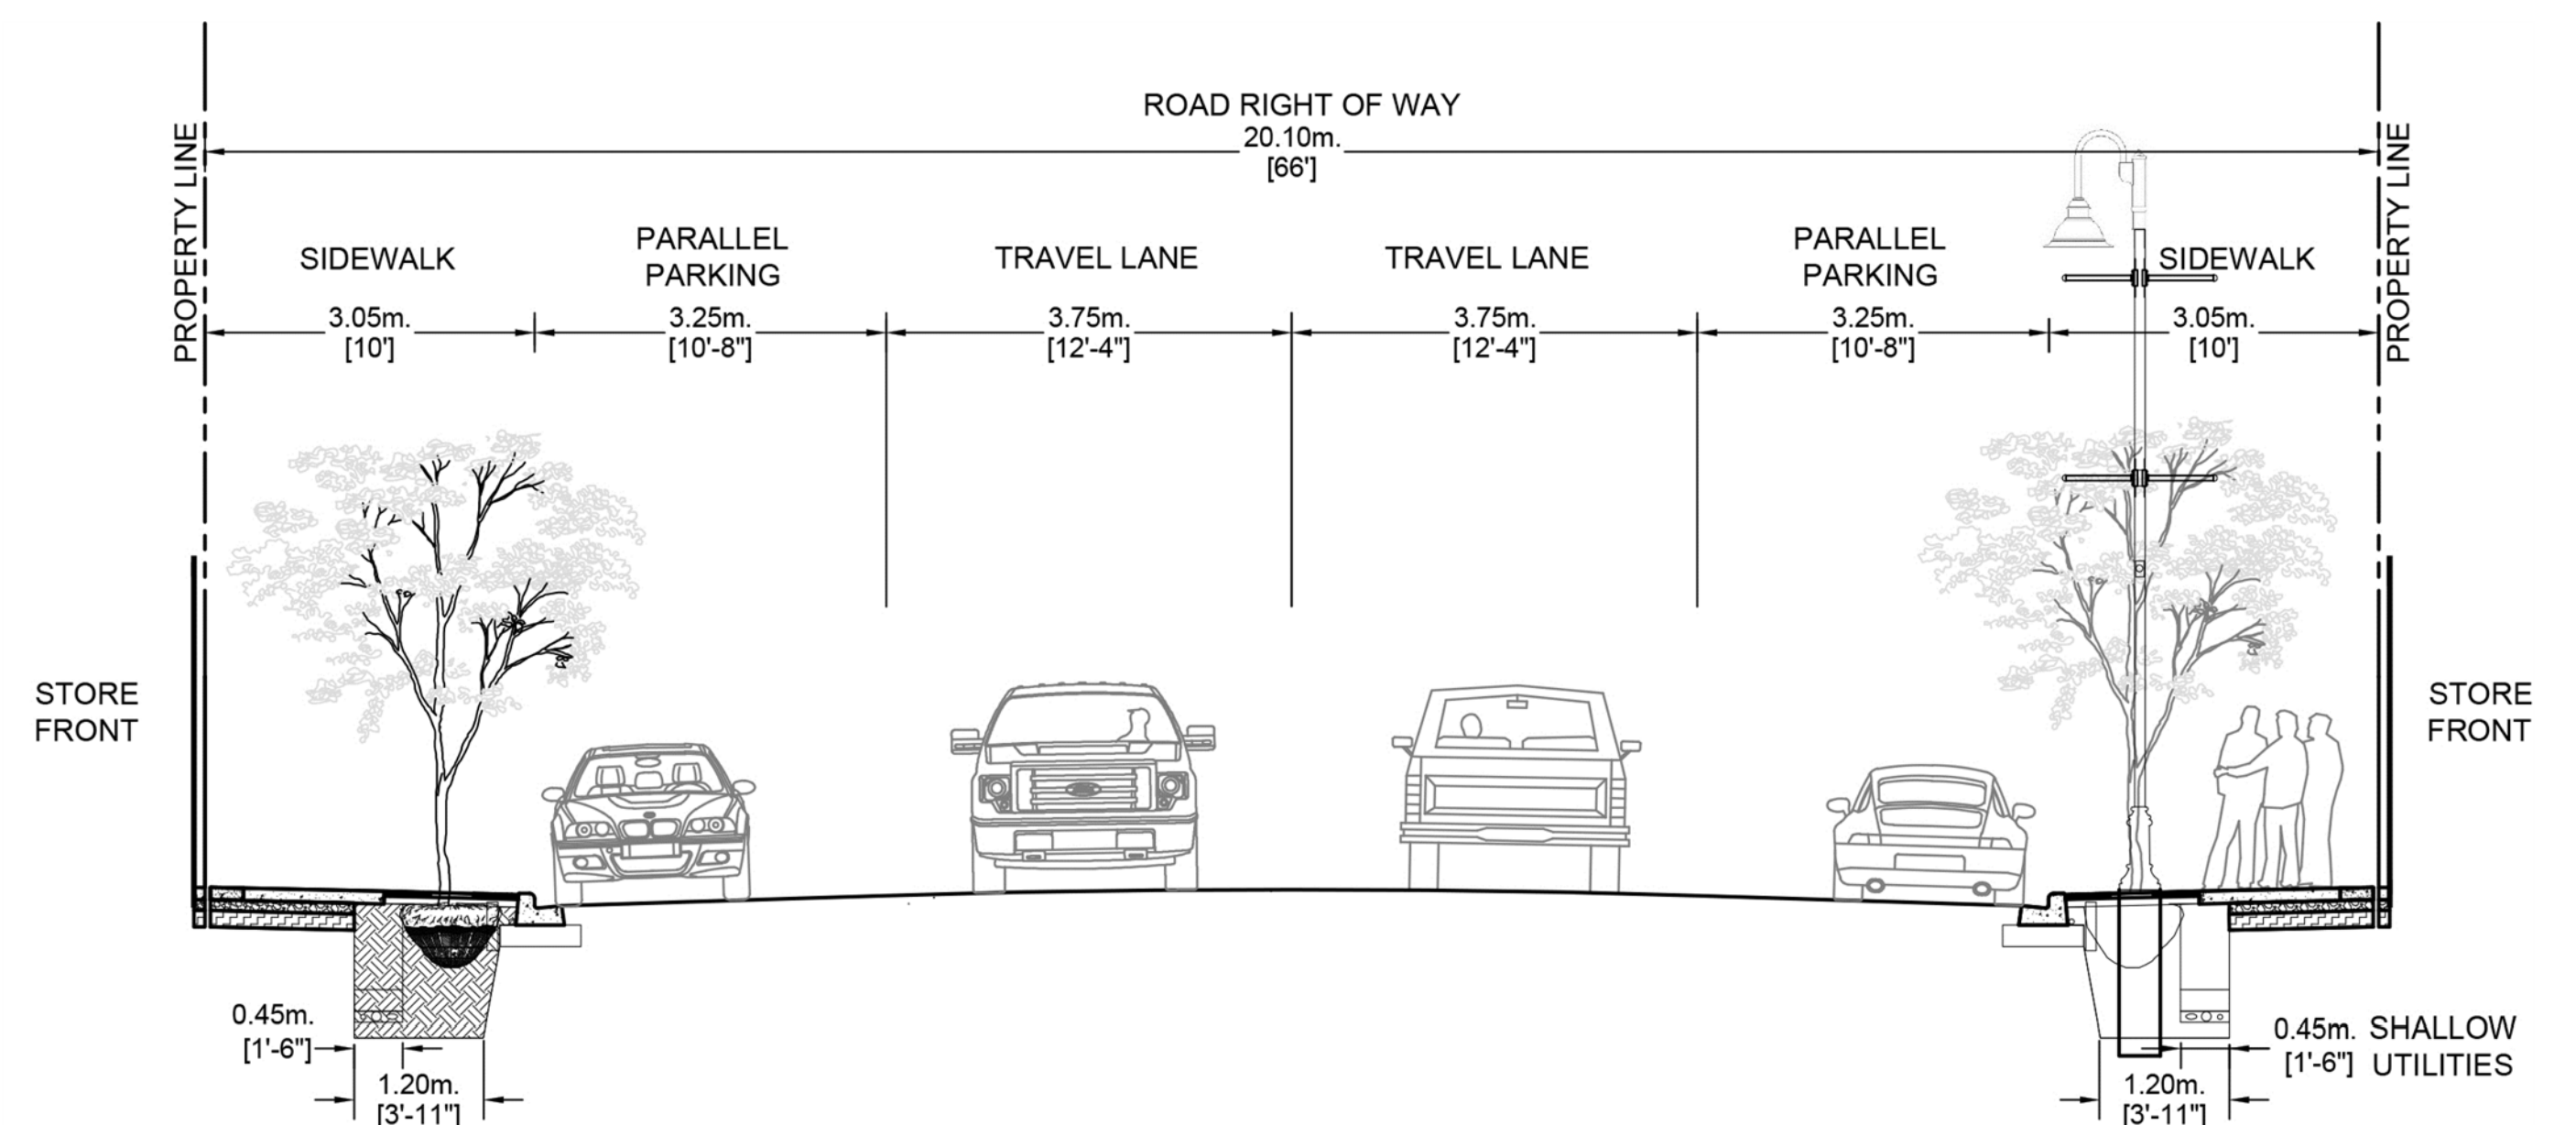 ROAD RIGHT OF WAY
20.10m.
[66']
PROPERTY LINE
PROPERTY LINE
SIDEWALK
PARALLEL
PARKING
TRAVEL LANE
TRAVEL LANE
PARALLEL
PARKING
SIDEWALK
3.05m.
[10']
3.25m.
[10'-8"]
3.75m.
[12'-4"]
3.75m.
[12'-4"]
3.25m.
[10'-8"]
3.05m.
[10']
STORE
FRONT
STORE
FRONT
0.45m.
[1'-6"]
1.20m.
[3'-11"]
0.45m.
[1'-6"]
SHALLOW
UTILITIES
1.20m.
[3'-11"]